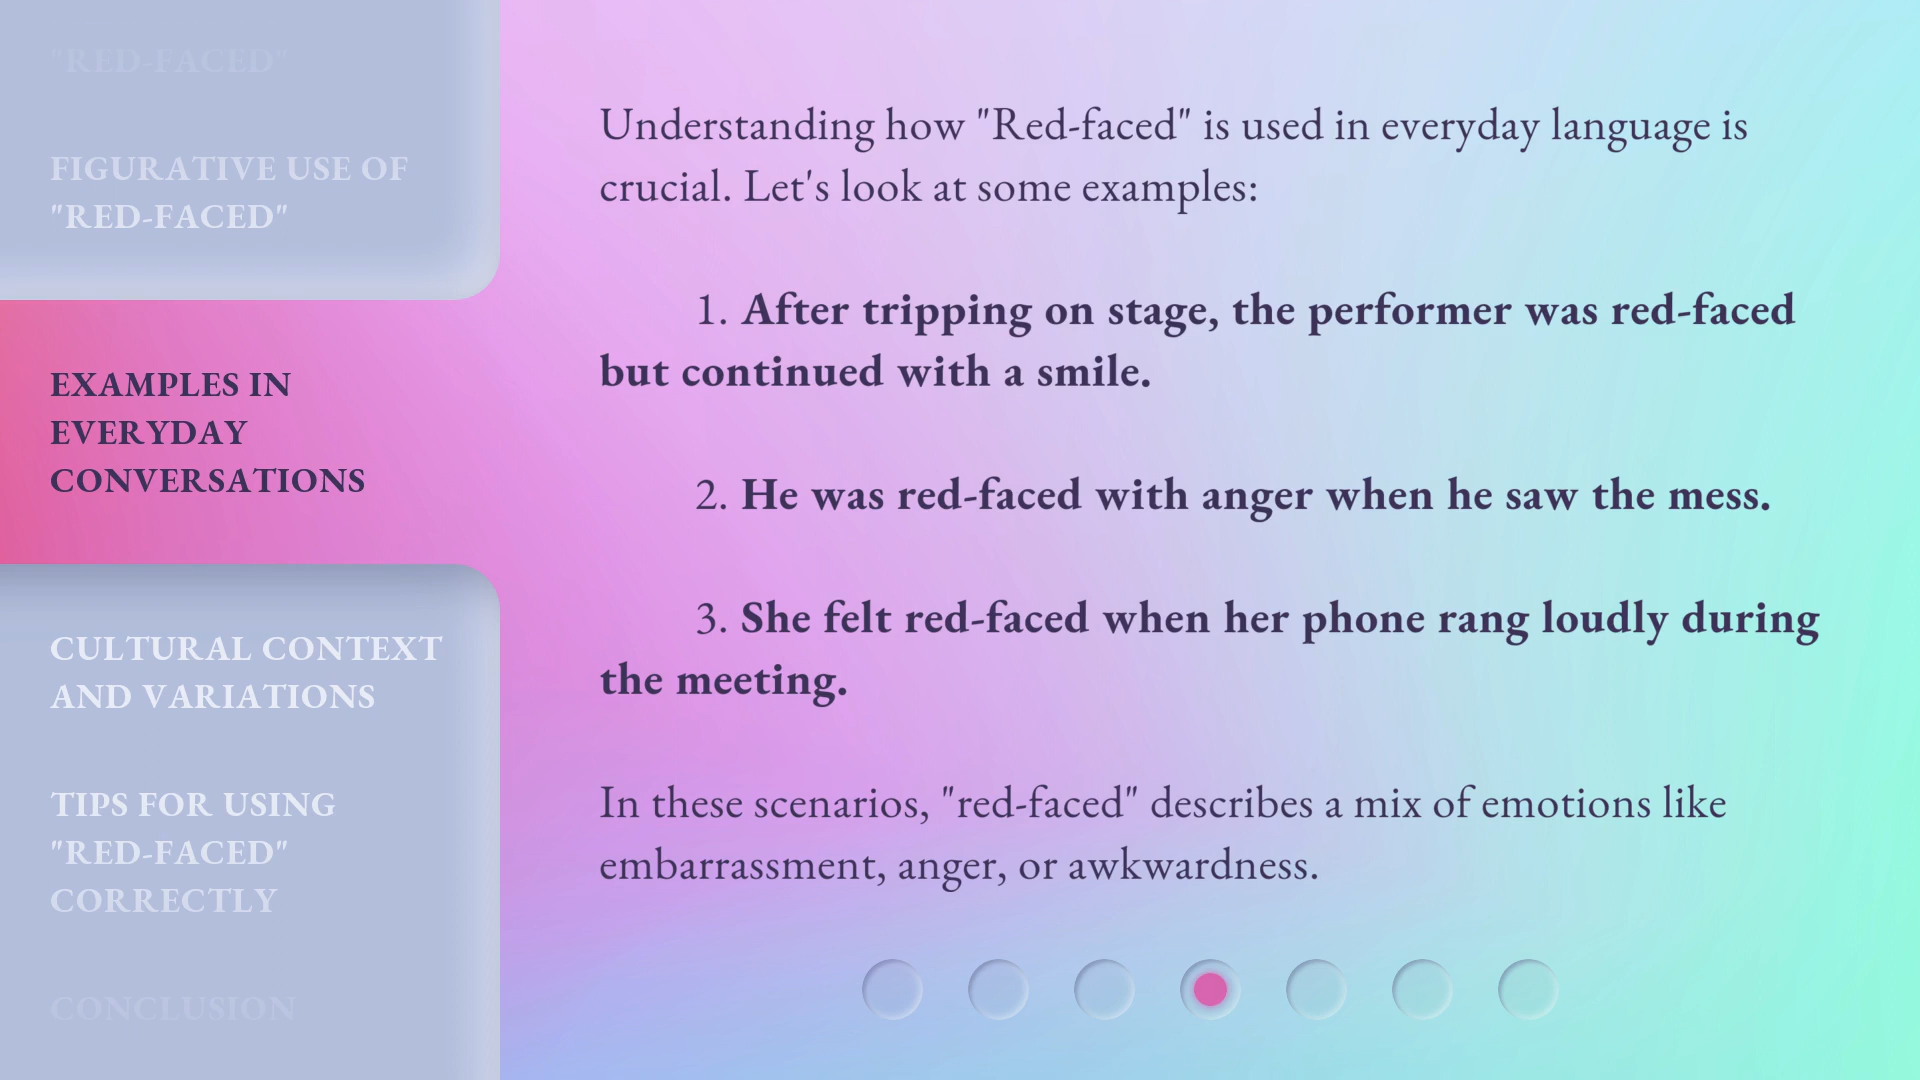 "RED-FACED"
FIGURATIVE USE OF
"RED-FACED"
EXAMPLES IN
EVERYDAY
CONVERSATIONS
CULTURAL CONTEXT
AND VARIATIONS
TIPS FOR USING
"RED-FACED"
CORRECTLY
CONCLUSION
Understanding how "Red-faced" is used in everyday language is
crucial. Let's look at some examples:
1. After tripping on stage, the performer was red-faced
but continued with a smile.
2. He was red-faced with anger when he saw the mess.
3. She felt red-faced when her phone rang loudly during
the meeting.
In these scenarios, "red-faced" describes a mix of emotions like
embarrassment, anger, or awkwardness.